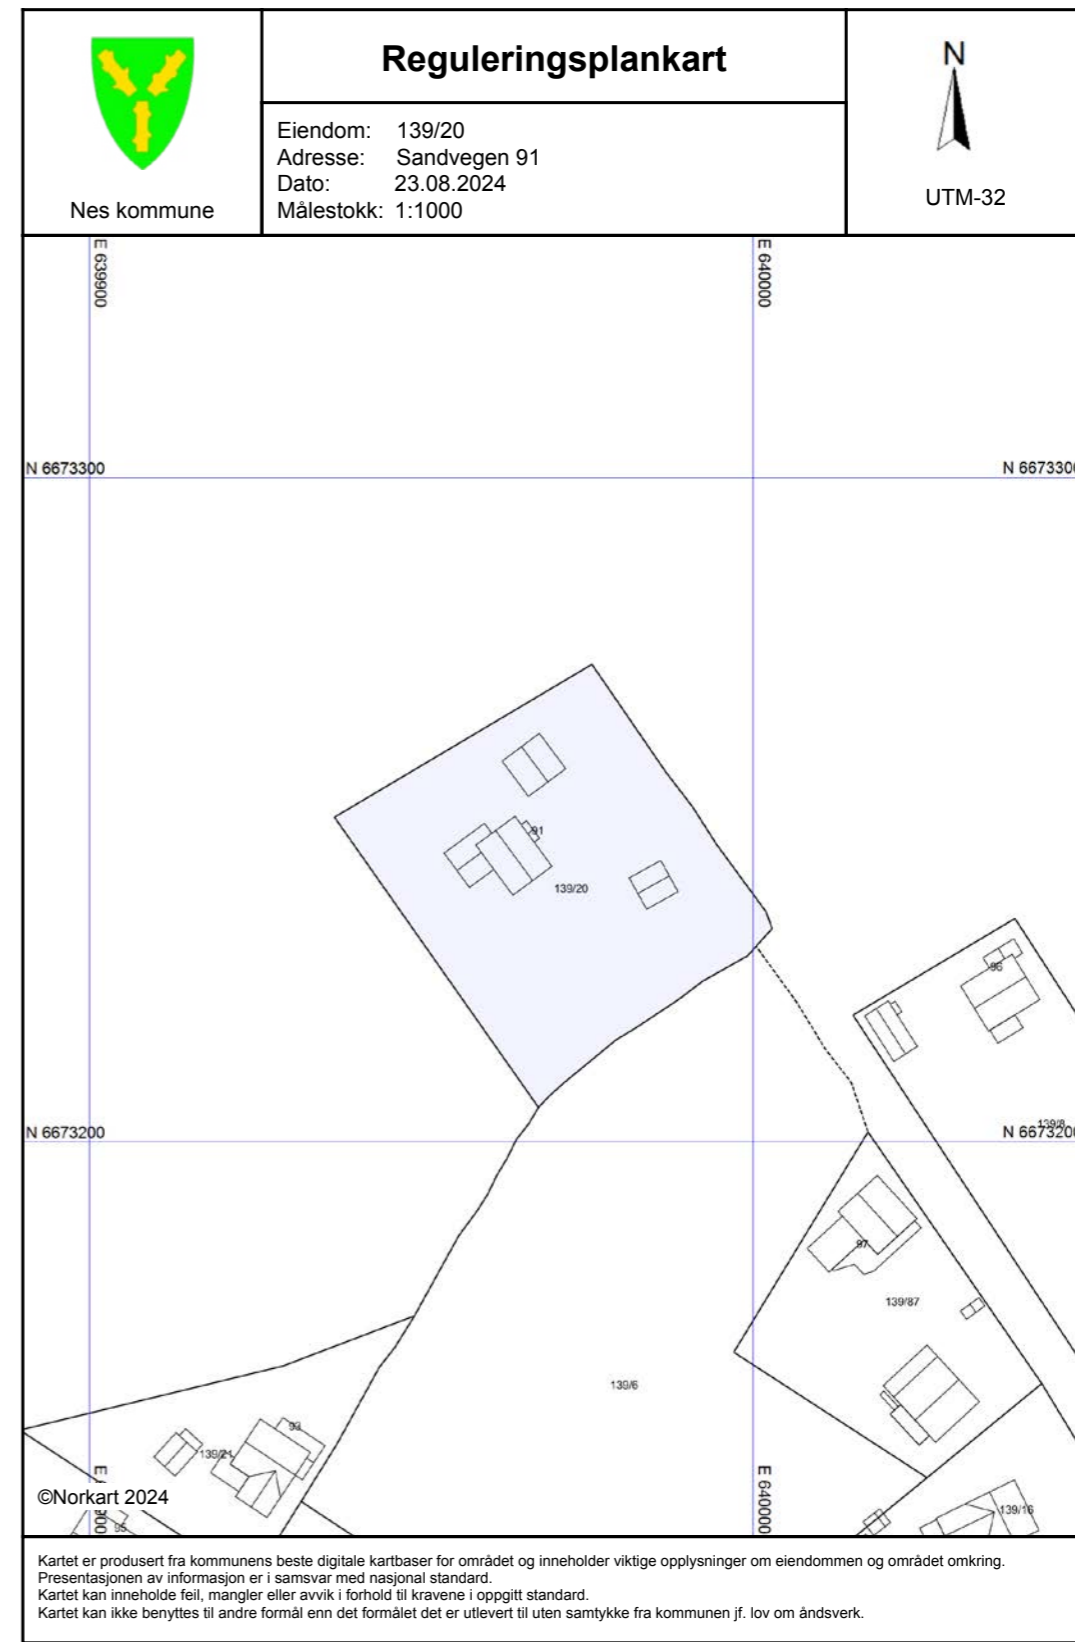 Reguleringsplankart
Eiendom: 139/20
Adresse: Sandvegen 91
Dato: 23.08.2024
Målestokk: 1:1000
Nes kommune
N
UTM-32
E 639900
E 640000
N 6673300
N 6673300
91
139/20
96
139/8
N 6673200
N 6673200
97
139/87
139/6
93
139/21
E 640000
©Norkart 2024
95
139/16
Kartet er produsert fra kommunens beste digitale kartbaser for området og inneholder viktige opplysninger om eiendommen og området omkring.
Presentasjonen av informasjon er i samsvar med nasjonal standard.
Kartet kan inneholde feil, mangler eller avvik i forhold til kravene i oppgitt standard.
Kartet kan ikke benyttes til andre formål enn det formålet det er utlevert til uten samtykke fra kommunen jf. lov om åndsverk.